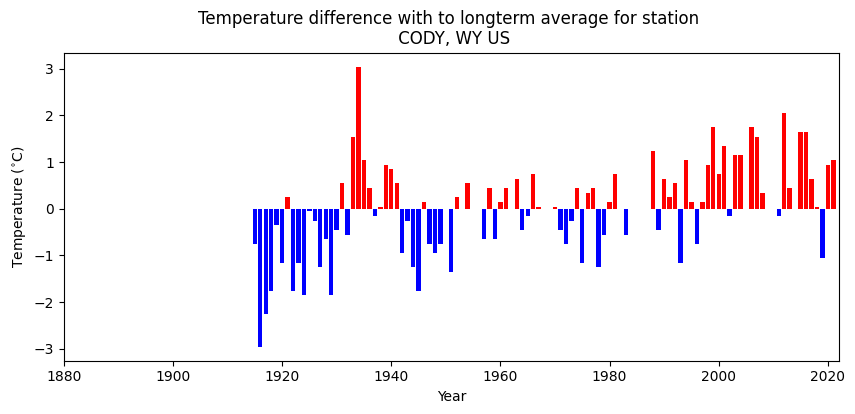 Temperature difference with to longterm average for station
CODY, WY US
Temperature (°C)
3
2
1
0
−1
−2
−3
1880 1900 1920 1940 1960 1980 2000 2020
Year